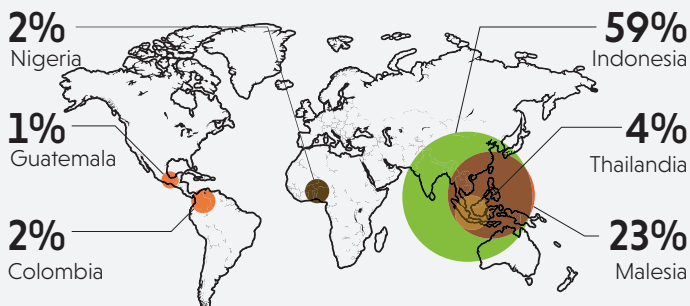 2%
Nigeria
1%
Guatemala
2%
Colombia
59%
Indonesia
4%
Thailandia
23%
Malesia